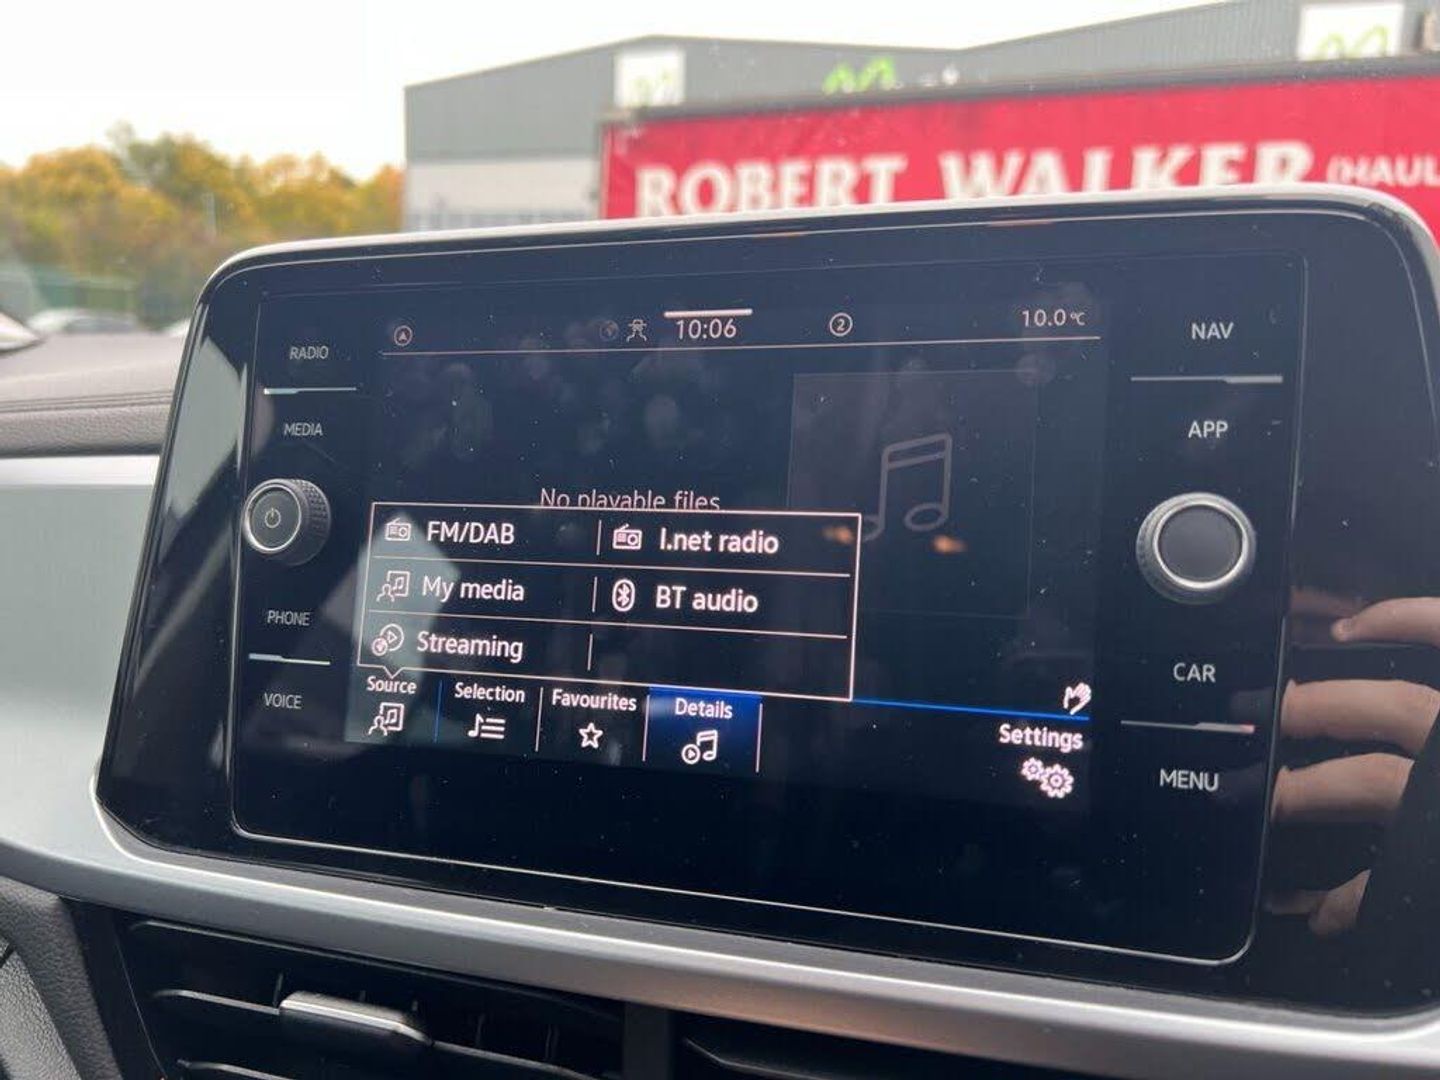 ROBERT WALKER (HAUL
RADIO
MEDIA
PHONE
VOICE
10:06
2
10.0°C
No playable files
FM/DAB
I.net radio
My media
BT audio
Streaming
Source
Selection
Favourites
Details
Settings
NAV
APP
CAR
MENU